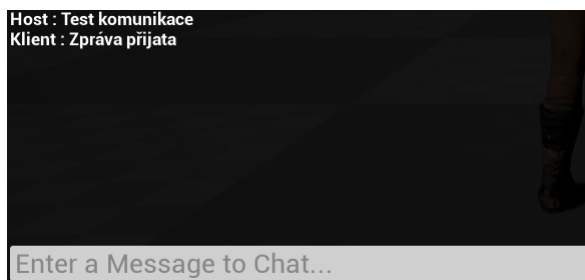 Host : Test komunikace
Klient : Zpráva přijata
Enter a Message to Chat...